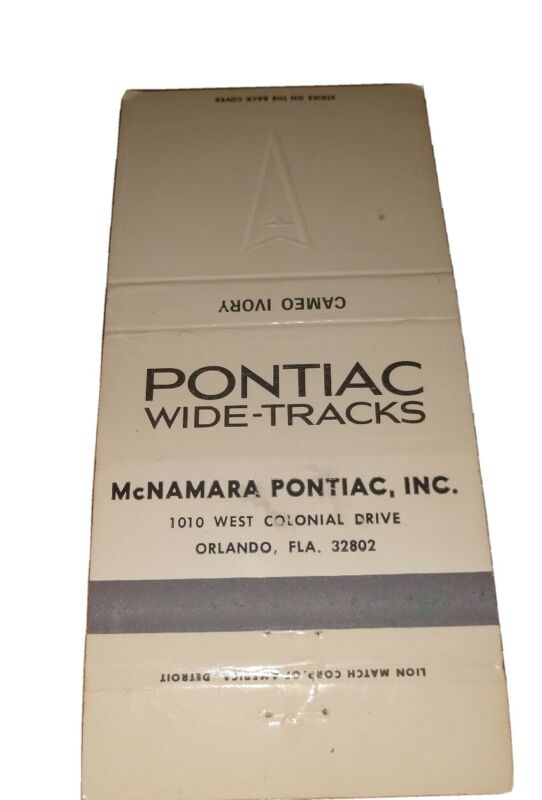 STRIKE ON THE BACK COVER
CAMEO IVORY
PONTIAC
WIDE-TRACKS
McNAMARA PONTIAC, INC.
1010 WEST COLONIAL DRIVE
ORLANDO, FLA. 32802
LION MATCH CORP. OF AMERICA DETROIT